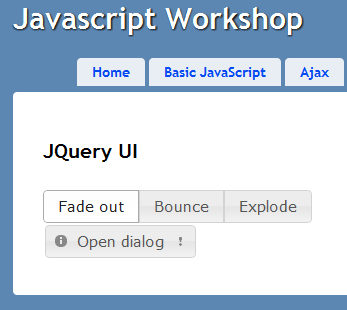 Javascript Workshop
Home Basic JavaScript Ajax
JQuery UI
Fade out Bounce Explode
Open dialog